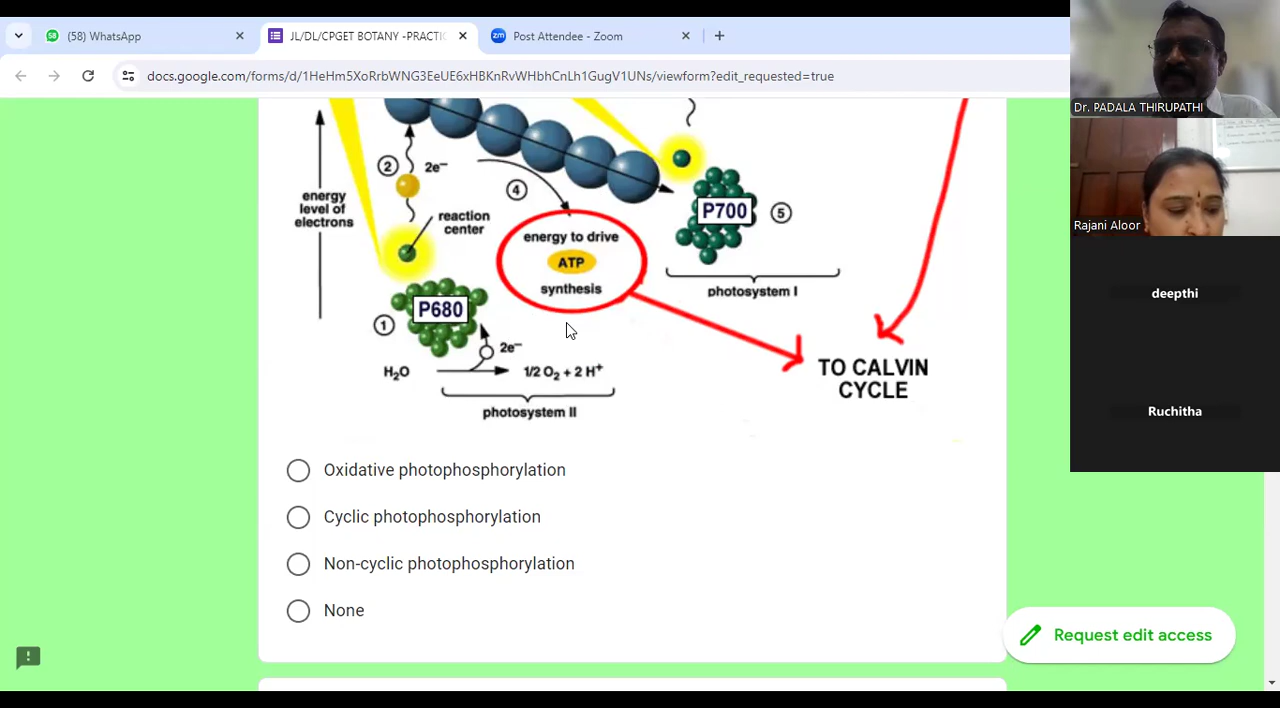 (58) WhatsApp
JL/DL/CPGET BOTANY -PRACTIC
Post Attendee - Zoom
docs.google.com/forms/d/1HeHm5XoRrbWNG3EeUE6xHBKnRvWHbhCnLh1GugV1UNs/viewform?edit_requested=true
Dr. PADALA THIRUPATHI
Rajani Aloor
deepthi
Ruchitha
energy
level of
electrons
2
2e⁻
reaction
center
4
energy to drive
ATP
synthesis
P700
5
photosystem I
P680
1
2e⁻
H₂O
1/2 O₂ + 2 H⁺
photosystem II
TO CALVIN
CYCLE
Oxidative photophosphorylation
Cyclic photophosphorylation
Non-cyclic photophosphorylation
None
Request edit access